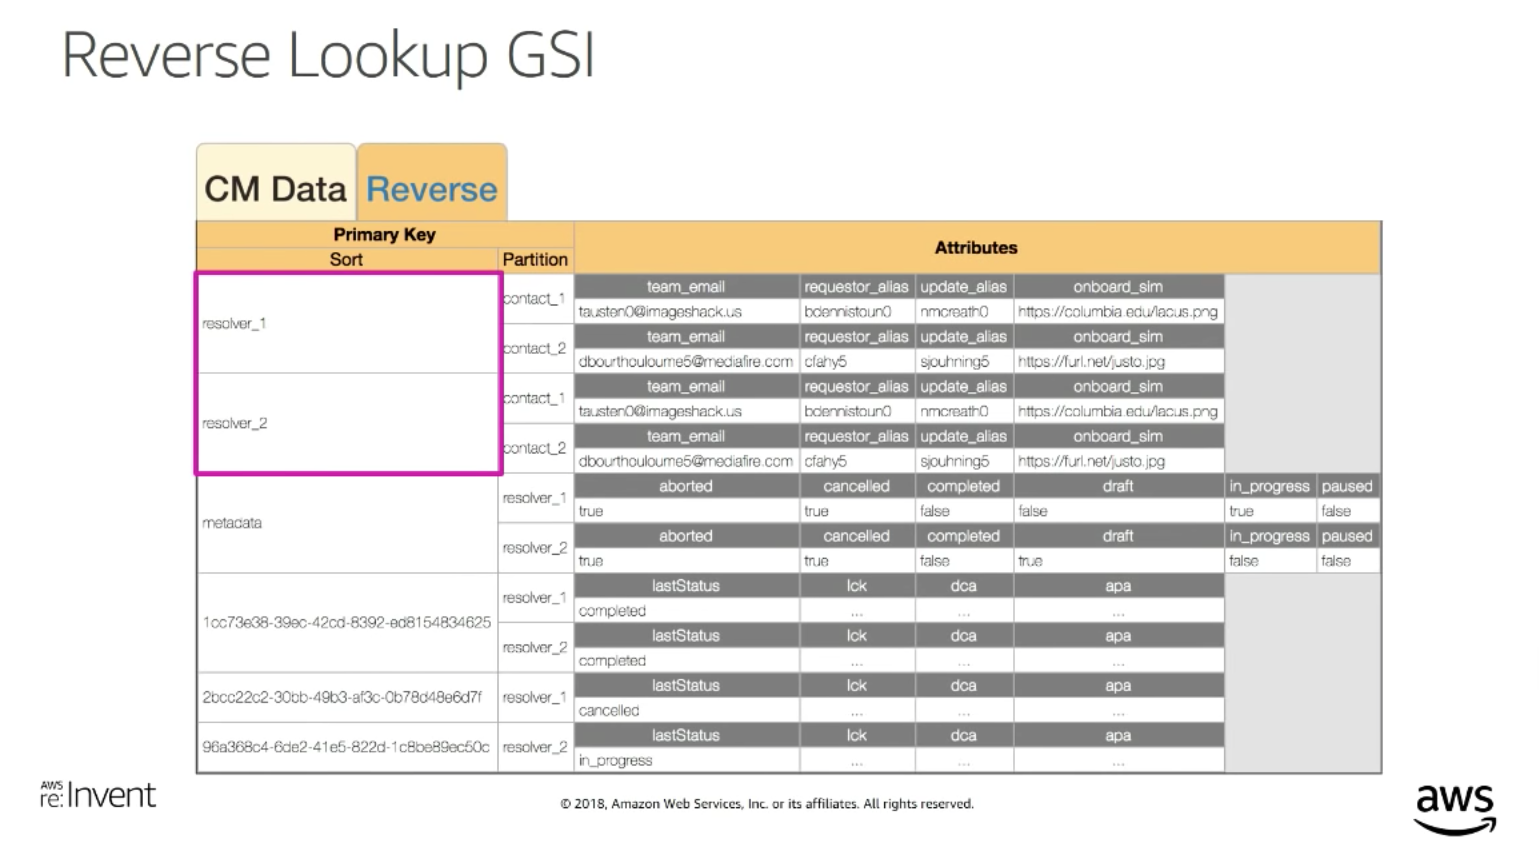 Reverse Lookup GSI
CM Data Reverse
Primary Key Attributes
Sort Partition
resolver_1 contact_1 team_email requestor_alias update_alias onboard_sim
tausten0@imageshack.us bdennistoun0 nmcreath0 https://columbia.edu/lacus.png
contact_2 team_email requestor_alias update_alias onboard_sim
dbourthouloume5@mediafire.com cfahy5 sjouhning5 https://furl.net/justo.jpg
resolver_2 contact_1 team_email requestor_alias update_alias onboard_sim
tausten0@imageshack.us bdennistoun0 nmcreath0 https://columbia.edu/lacus.png
contact_2 team_email requestor_alias update_alias onboard_sim
dbourthouloume5@mediafire.com cfahy5 sjouhning5 https://furl.net/justo.jpg
metadata resolver_1 aborted cancelled completed draft in_progress paused
true true false false true false
resolver_2 aborted cancelled completed draft in_progress paused
true true false true false false
1cc73e38-39ec-42cd-8392-ed8154834625 resolver_1 lastStatus lck dca apa
completed ... ... ...
resolver_2 lastStatus lck dca apa
completed ... ... ...
2bcc22c2-30bb-49b3-af3c-0b78d48e6d7f resolver_1 lastStatus lck dca apa
cancelled ... ... ...
96a368c4-6de2-41e5-822d-1c8be89ec50c resolver_2 lastStatus lck dca apa
in_progress ... ... ...
AWS re:Invent
© 2018, Amazon Web Services, Inc. or its affiliates. All rights reserved.
aws